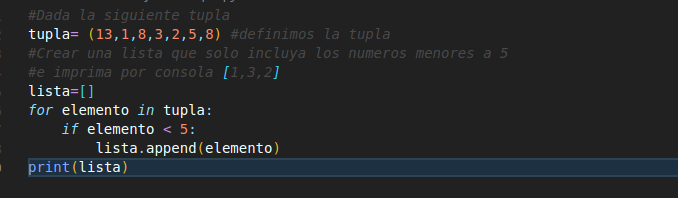 #Dada la siguiente tupla
tupla= (13,1,8,3,2,5,8) #definimos la tupla
#Crear una lista que solo incluya los numeros menores a 5
#e imprima por consola [1,3,2]
lista=[]
for elemento in tupla:
    if elemento < 5:
        lista.append(elemento)
print(lista)